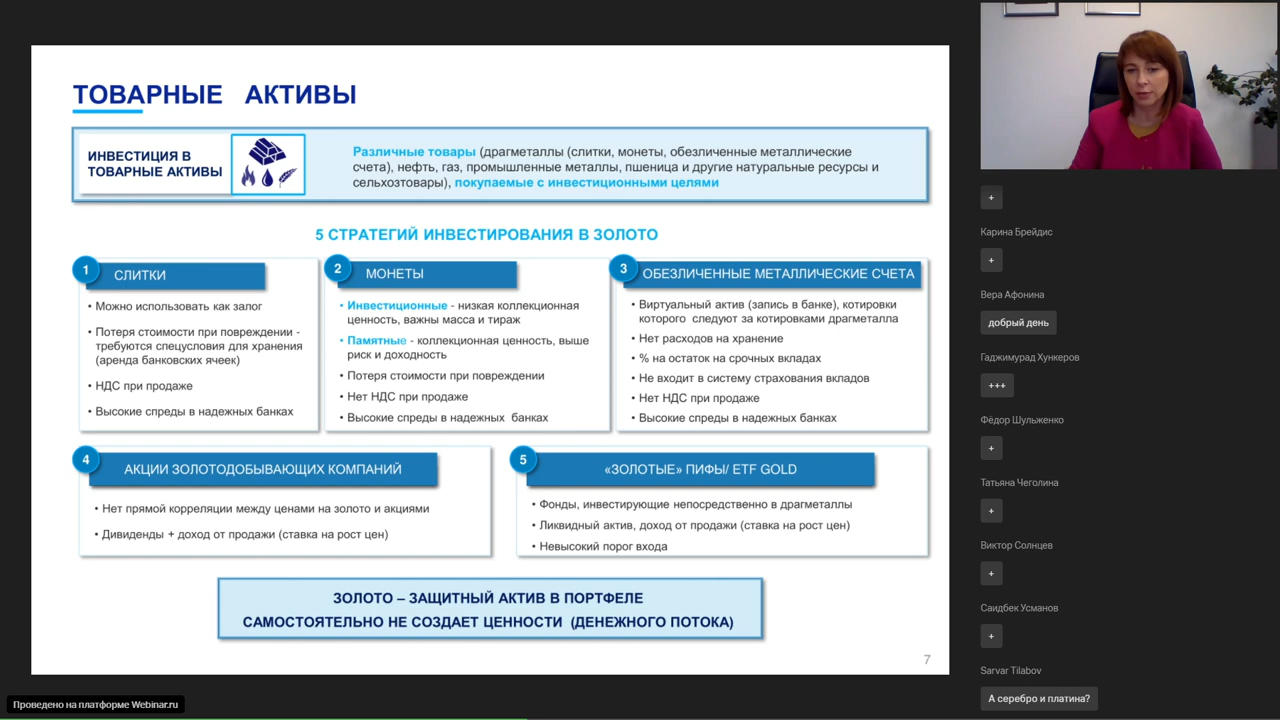 ТОВАРНЫЕ АКТИВЫ
ИНВЕСТИЦИЯ В
ТОВАРНЫЕ АКТИВЫ
Различные товары (драгметаллы (слитки, монеты, обезличенные металлические
счета), нефть, газ, промышленные металлы, пшеница и другие натуральные ресурсы и
сельхозтовары), покупаемые с инвестиционными целями
5 СТРАТЕГИЙ ИНВЕСТИРОВАНИЯ В ЗОЛОТО
1 СЛИТКИ
• Можно использовать как залог
• Потеря стоимости при повреждении -
требуются спецусловия для хранения
(аренда банковских ячеек)
• НДС при продаже
• Высокие спреды в надежных банках
2 МОНЕТЫ
• Инвестиционные - низкая коллекционная
ценность, важны масса и тираж
• Памятные - коллекционная ценность, выше
риск и доходность
• Потеря стоимости при повреждении
• Нет НДС при продаже
• Высокие спреды в надежных банках
3 ОБЕЗЛИЧЕННЫЕ МЕТАЛЛИЧЕСКИЕ СЧЕТА
• Виртуальный актив (запись в банке), котировки
которого следуют за котировками драгметалла
• Нет расходов на хранение
• % на остаток на срочных вкладах
• Не входит в систему страхования вкладов
• Нет НДС при продаже
• Высокие спреды в надежных банках
4 АКЦИИ ЗОЛОТОДОБЫВАЮЩИХ КОМПАНИЙ
• Нет прямой корреляции между ценами на золото и акциями
• Дивиденды + доход от продажи (ставка на рост цен)
5 «ЗОЛОТЫЕ» ПИФЫ/ ETF GOLD
• Фонды, инвестирующие непосредственно в драгметаллы
• Ликвидный актив, доход от продажи (ставка на рост цен)
• Невысокий порог входа
ЗОЛОТО – ЗАЩИТНЫЙ АКТИВ В ПОРТФЕЛЕ
САМОСТОЯТЕЛЬНО НЕ СОЗДАЕТ ЦЕННОСТИ (ДЕНЕЖНОГО ПОТОКА)
7
Проведено на платформе Webinar.ru
+
Карина Брейдис
+
Вера Афонина
добрый день
Гаджимурад Хункеров
+++
Фёдор Шульженко
+
Татьяна Чеголина
+
Виктор Солнцев
+
Саидбек Усманов
+
Sarvar Tilabov
А серебро и платина?